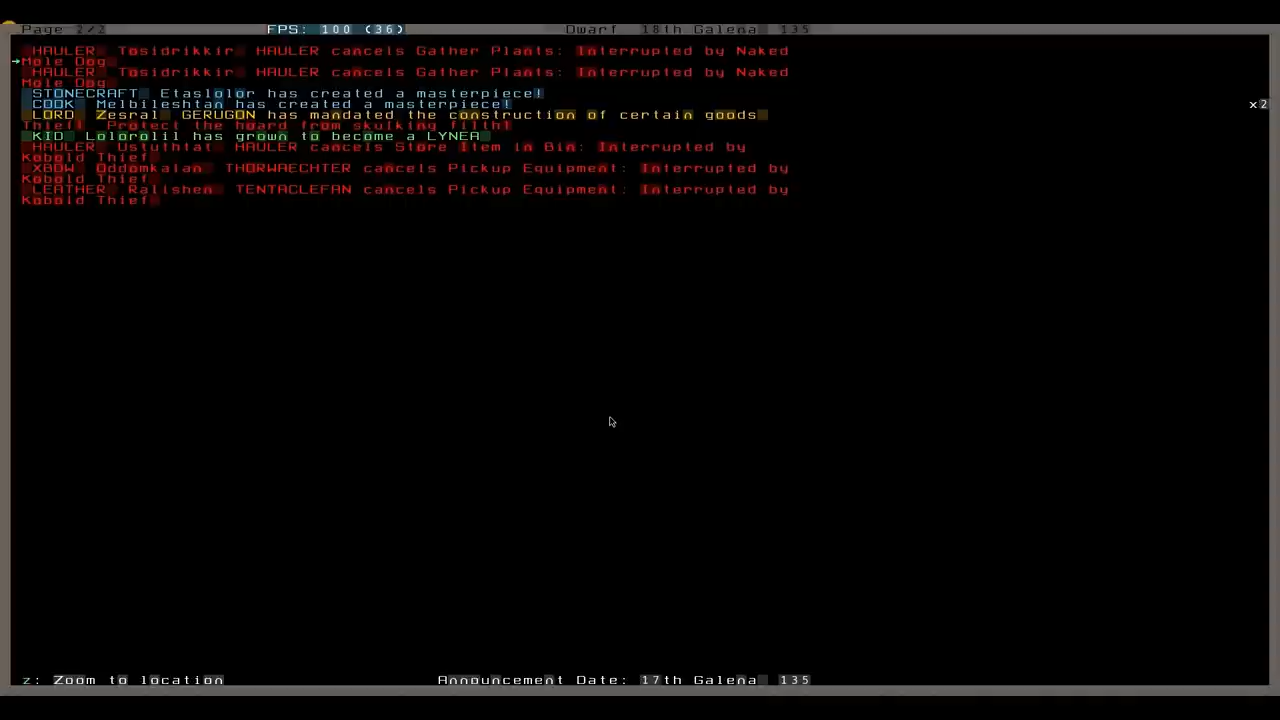 Page 2/2 FPS: 100 (36) Dwarf 18th Galena 135
HAULER Tosidrikkir HAULER cancels Gather Plants: Interrupted by Naked
Mole Dog
HAULER Tosidrikkir HAULER cancels Gather Plants: Interrupted by Naked
Mole Dog
STONECRAFT Etaslolor has created a masterpiece!
COOK Melbileshtan has created a masterpiece! x2
LORD Zesral GERUGON has mandated the construction of certain goods
Thief! Protect the hoard from skulking filth!
KID Lolorolil has grown to become a LYNEA
HAULER Ustuthtat HAULER cancels Store Item in Bin: Interrupted by
Kobold Thief
XBOW Oddomkalan THORWAECHTER cancels Pickup Equipment: Interrupted by
Kobold Thief
LEATHER Ralishen TENTACLEFAN cancels Pickup Equipment: Interrupted by
Kobold Thief
z: Zoom to location Announcement Date: 17th Galena 135